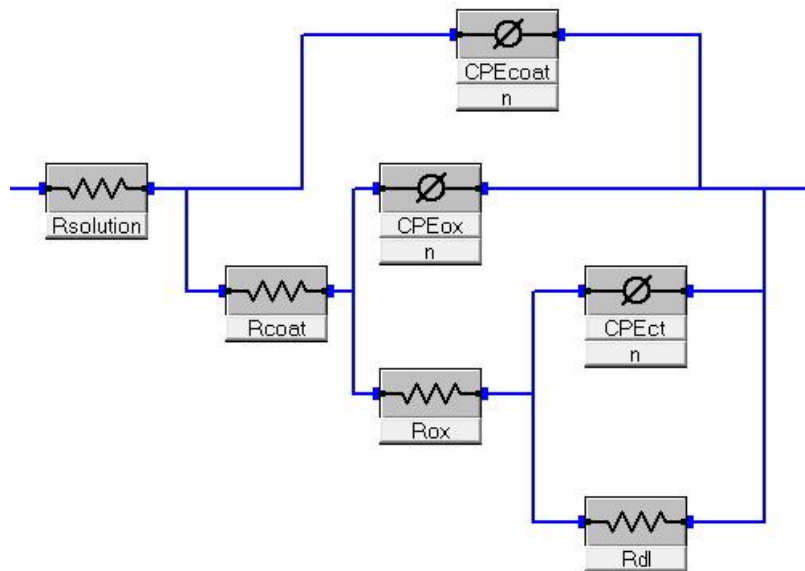 CPEcoat
n
Rsolution
CPEox
n
Rcoat
CPEct
n
Rox
Rdl